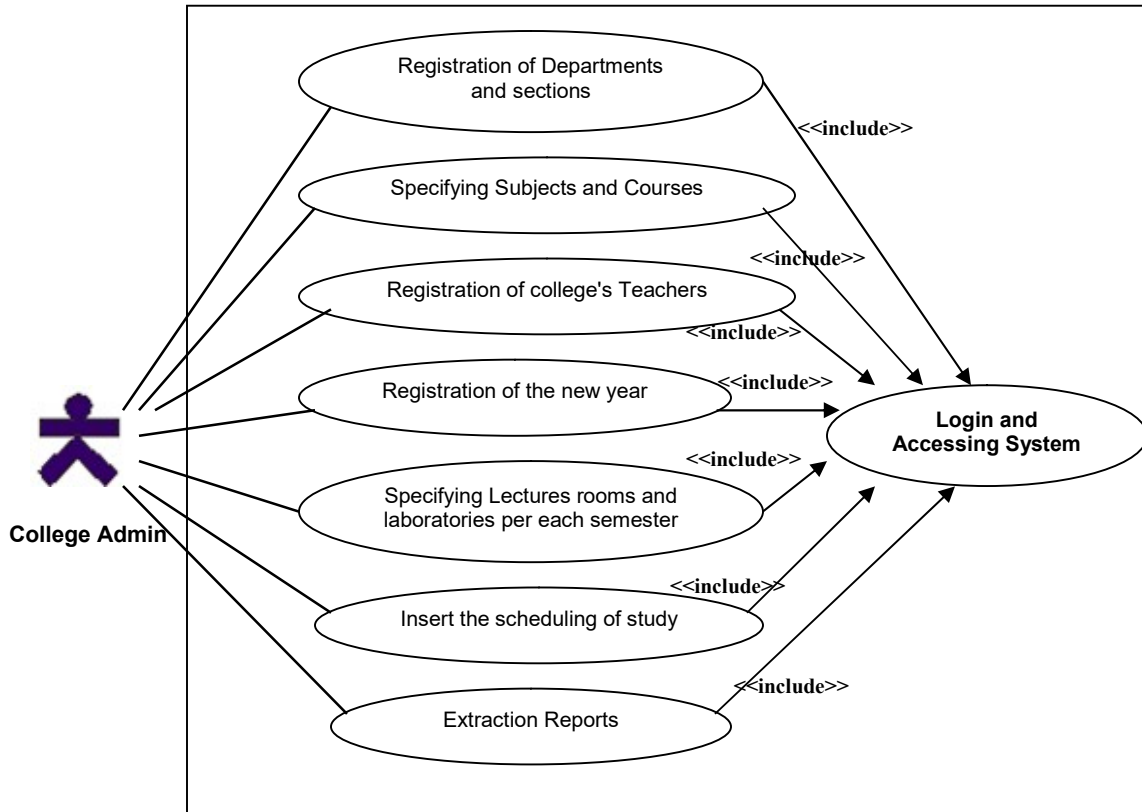 Registration of Departments
and sections
<<include>>
Specifying Subjects and Courses
<<include>>
Registration of college's Teachers
<<include>>
Registration of the new year
<<include>>
Login and
Accessing System
Specifying Lectures rooms and
laboratories per each semester
<<include>>
College Admin
Insert the scheduling of study
<<include>>
Extraction Reports
<<include>>